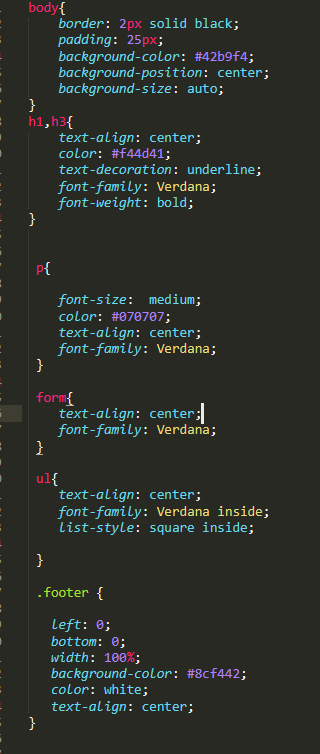 body{
border: 2px solid black;
padding: 25px;
background-color: #42b9f4;
background-position: center;
background-size: auto;
}
h1,h3{
text-align: center;
color: #f44d41;
text-decoration: underline;
font-family: Verdana;
font-weight: bold;
}
p{
font-size:  medium;
color: #070707;
text-align: center;
font-family: Verdana;
}
form{
text-align: center;
font-family: Verdana;
}
ul{
text-align: center;
font-family: Verdana inside;
list-style: square inside;
}
.footer {
left: 0;
bottom: 0;
width: 100%;
background-color: #8cf442;
color: white;
text-align: center;
}